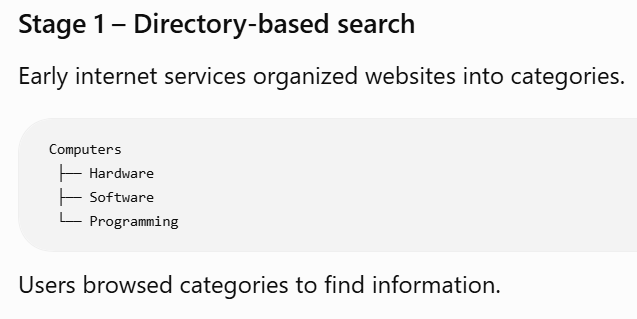 Stage 1 – Directory-based search
Early internet services organized websites into categories.
Computers
├── Hardware
├── Software
└── Programming
Users browsed categories to find information.